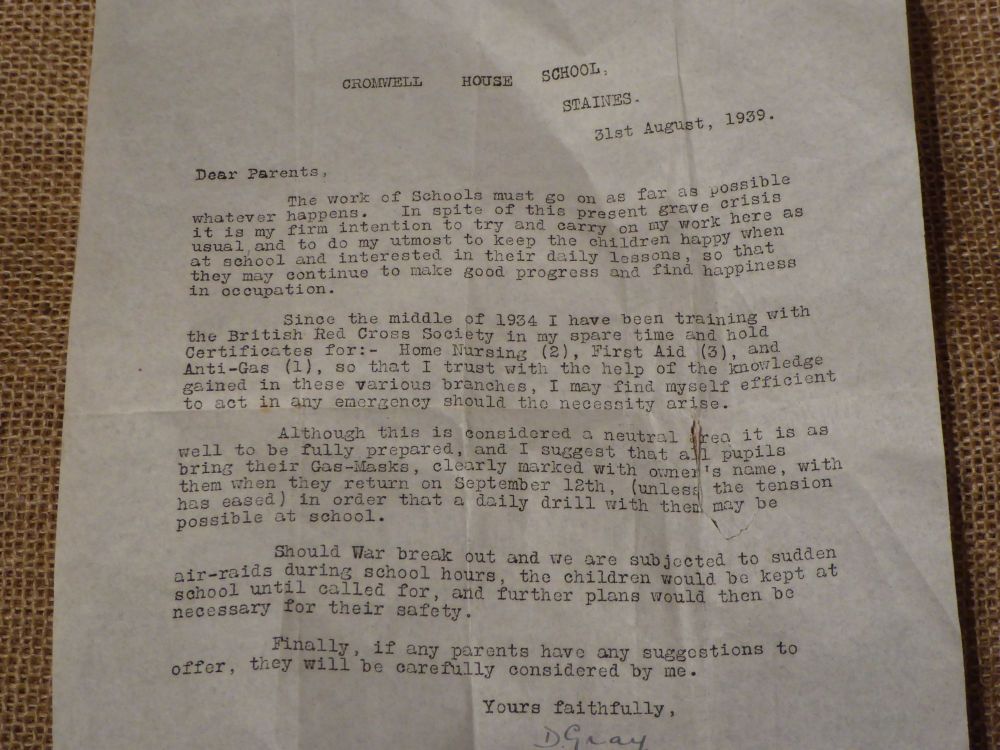 CROMWELL HOUSE SCHOOL,
STAINES.
31st August, 1939.
Dear Parents,
The work of Schools must go on as far as possible
whatever happens. In spite of this present grave crisis
it is my firm intention to try and carry on my work here as
usual and to do my utmost to keep the children happy when
at school and interested in their daily lessons, so that
they may continue to make good progress and find happiness
in occupation.
Since the middle of 1934 I have been training with
the British Red Cross Society in my spare time and hold
Certificates for:- Home Nursing (2), First Aid (3), and
Anti-Gas (1), so that I trust with the help of the knowledge
gained in these various branches, I may find myself efficient
to act in any emergency should the necessity arise.
Although this is considered a neutral area it is as
well to be fully prepared, and I suggest that all pupils
bring their Gas-Masks, clearly marked with owner's name, with
them when they return on September 12th, (unless the tension
has eased) in order that a daily drill with them may be
possible at school.
Should War break out and we are subjected to sudden
air-raids during school hours, the children would be kept at
school until called for, and further plans would then be
necessary for their safety.
Finally, if any parents have any suggestions to
offer, they will be carefully considered by me.
Yours faithfully,
D. Gray